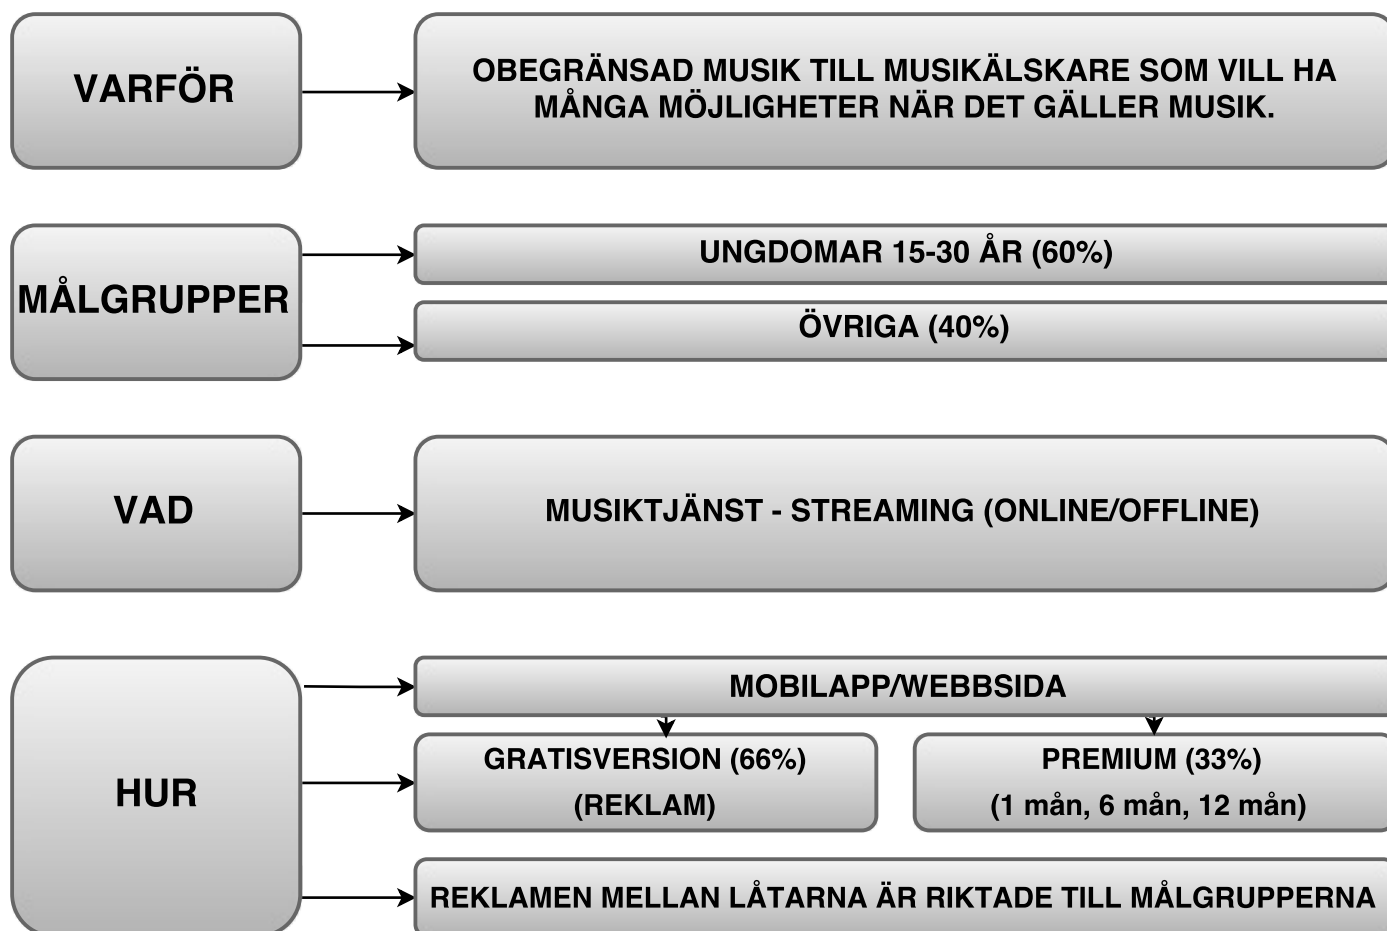 VARFÖR
OBEGRÄNSAD MUSIK TILL MUSIKÄLSKARE SOM VILL HA
MÅNGA MÖJLIGHETER NÄR DET GÄLLER MUSIK.
MÅLGRUPPER
UNGDOMAR 15-30 ÅR (60%)
ÖVRIGA (40%)
VAD
MUSIKTJÄNST - STREAMING (ONLINE/OFFLINE)
HUR
MOBILAPP/WEBBSIDA
GRATISVERSION (66%)
(REKLAM)
PREMIUM (33%)
(1 mån, 6 mån, 12 mån)
REKLAMEN MELLAN LÅTARNA ÄR RIKTADE TILL MÅLGRUPPERNA